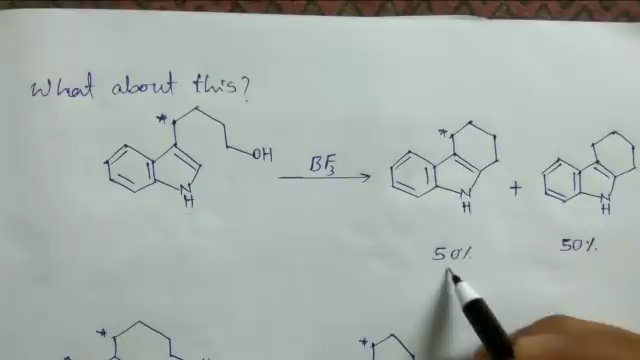 What about this?
* OH BF₃ * +
N
H N
H N
H
50% 50%
* H *